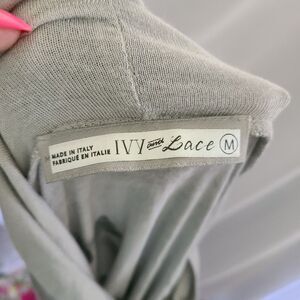 MADE IN ITALY
FABRIQUÉ EN ITALIE
IVY and Lace M